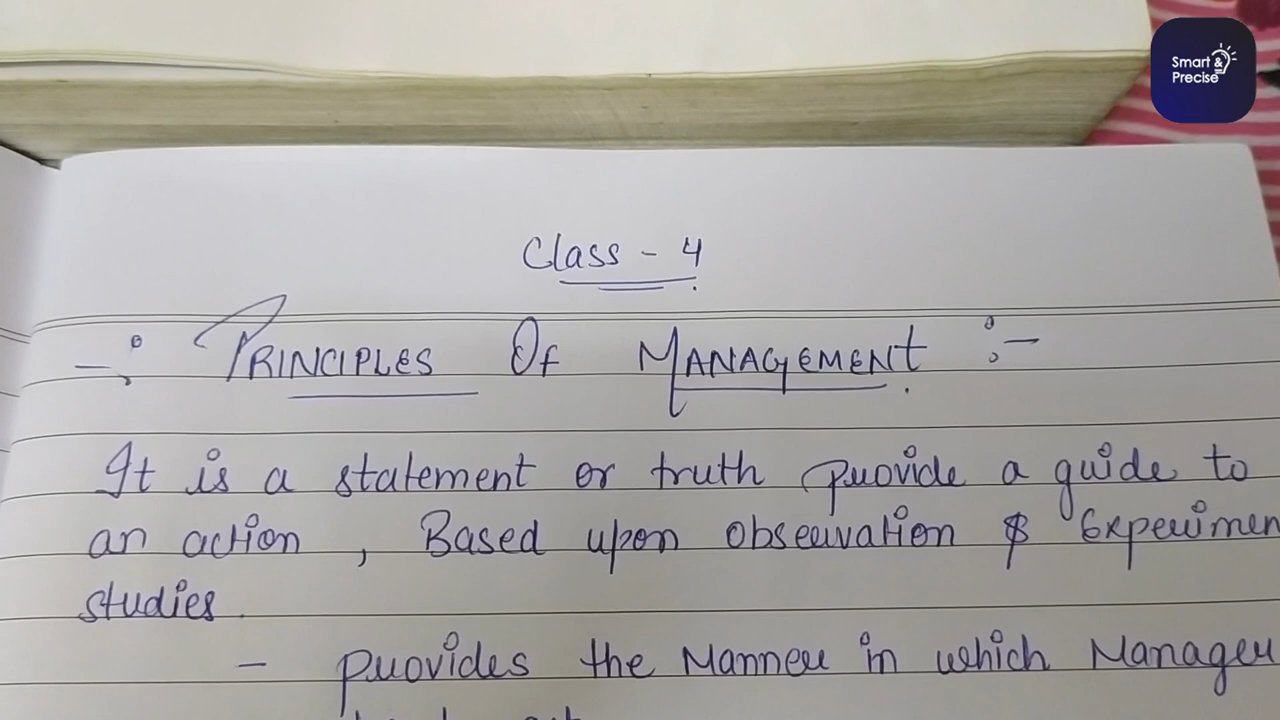 Smart &
Precise
Class - 4
-: PRINCIPLES Of MANAGEMENT :-
It is a statement or truth provide a guide to
an action , Based upon observation & Experimen
studies.
- provides the Manner in which Manager